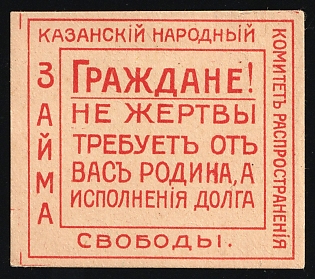 КАЗАНСКІЙ НАРОДНЫЙ
КОМИТЕТЪ РАСПРОСТРАНЕНІЯ
ЗАЙМА
СВОБОДЫ.
ГРАЖДАНЕ!
НЕ ЖЕРТВЫ
ТРЕБУЕТЪ ОТЪ
ВАСЪ РОДИНА, А
ИСПОЛНЕНІЯ ДОЛГА